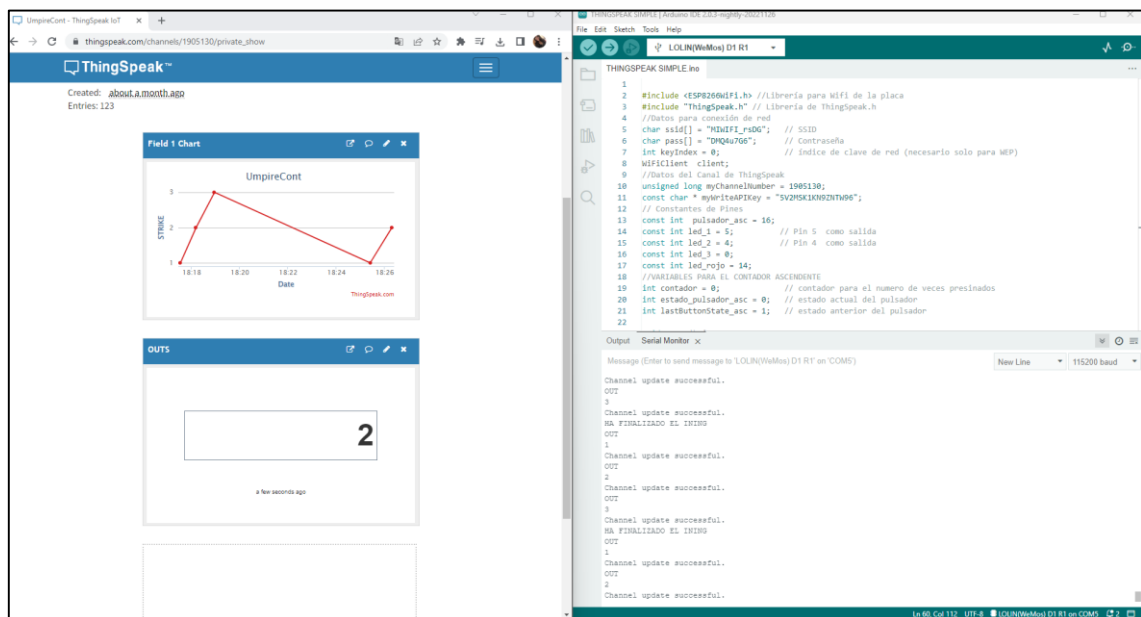 UmpireCont - ThingSpeak IoT
thingspeak.com/channels/1905130/private_show
ThingSpeak™
Created: about a month ago
Entries: 123
Field 1 Chart
UmpireCont
STRIKE
3
2
1
18:18 18:20 18:22 18:24 18:26
Date
ThingSpeak.com
OUTS
2
a few seconds ago
THINGSPEAK SIMPLE | Arduino IDE 2.0.3-nightly-20221126
File Edit Sketch Tools Help
LOLIN(WeMos) D1 R1
THINGSPEAK SIMPLE.ino
1
2 #include <ESP8266WiFi.h> //Librería para Wifi de la placa
3 #include "ThingSpeak.h" // Libreria de ThingSpeak.h
4 //Datos para conexión de red
5 char ssid[] = "MIWIFI_rsDG"; // SSID
6 char pass[] = "DMQ4u7G6"; // Contraseña
7 int keyIndex = 0; // índice de clave de red (necesario solo para WEP)
8 WiFiClient client;
9 //Datos del Canal de ThingSpeak
10 unsigned long myChannelNumber = 1905130;
11 const char * myWriteAPIKey = "5V2MSK1KN9ZNTW96";
12 // Constantes de Pines
13 const int pulsador_asc = 16;
14 const int led_1 = 5; // Pin 5 como salida
15 const int led_2 = 4; // Pin 4 como salida
16 const int led_3 = 0;
17 const int led_rojo = 14;
18 //VARIABLES PARA EL CONTADOR ASCENDENTE
19 int contador = 0; // contador para el numero de veces presinados
20 int estado_pulsador_asc = 0; // estado actual del pulsador
21 int lastButtonState_asc = 1; // estado anterior del pulsador
22
Output Serial Monitor
Message (Enter to send message to 'LOLIN(WeMos) D1 R1' on 'COM5')
New Line 115200 baud
Channel update successful.
OUT
3
Channel update successful.
HA FINALIZADO EL INING
OUT
1
Channel update successful.
OUT
2
Channel update successful.
OUT
3
Channel update successful.
HA FINALIZADO EL INING
OUT
1
Channel update successful.
OUT
2
Channel update successful.
Ln 60, Col 112 UTF-8 LOLIN(WeMos) D1 R1 on COM5 2